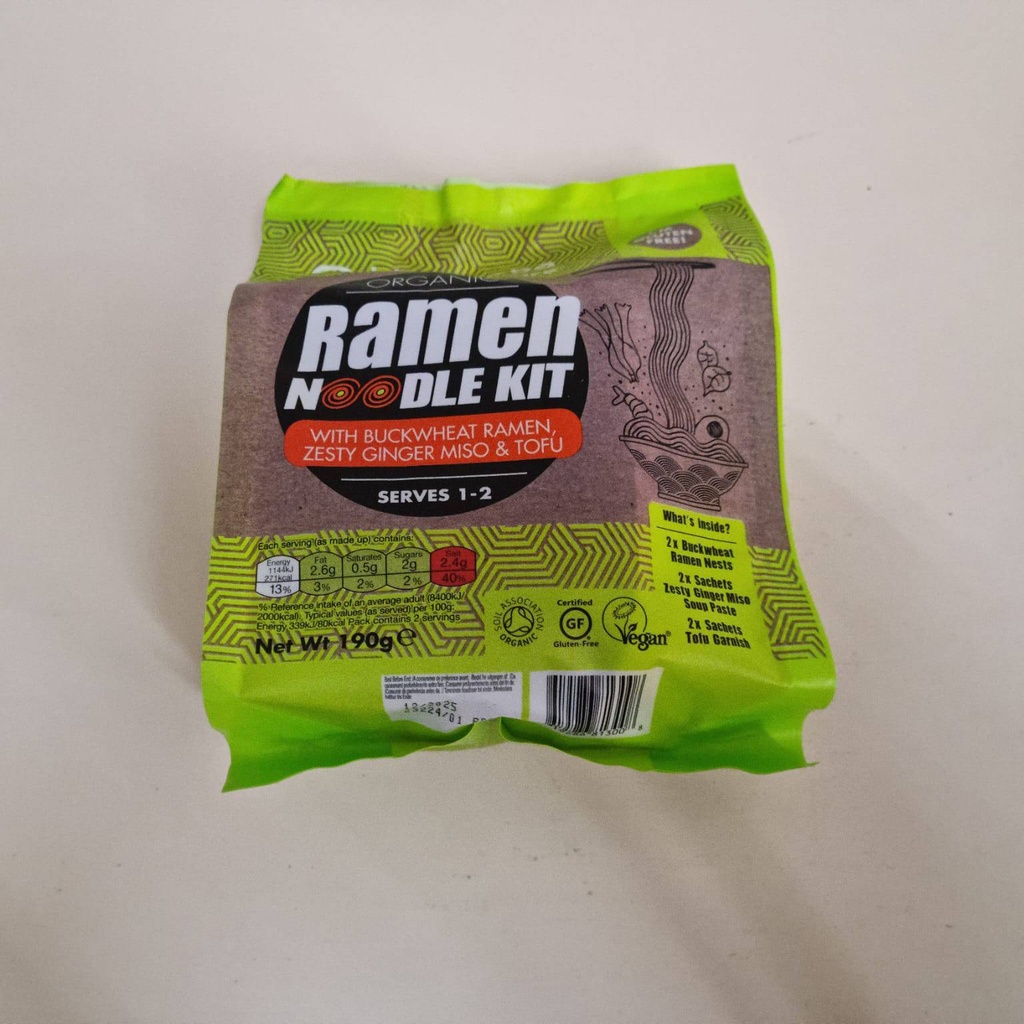 GLUTEN
FREE!
ORGANIC
Ramen
NOODLE KIT
WITH BUCKWHEAT RAMEN,
ZESTY GINGER MISO & TOFU
SERVES 1-2
What's inside?
2x Buckwheat
Ramen Nests
2x Sachets
Zesty Ginger Miso
Soup Paste
2x Sachets
Tofu Garnish
Each serving (as made up) contains:
Energy
1144kJ
271kcal
13%
Fat
2.6g
3%
Saturates
0.5g
2%
Sugars
2g
2%
Salt
2.4g
40%
% Reference intake of an average adult (8400kJ/
2000kcal). Typical values (as served) per 100g:
Energy 339kJ/80kcal Pack contains 2 servings
Net Wt 190g℮
SOIL ASSOCIATION
ORGANIC
Certified
GF
Gluten-Free
Vegan®